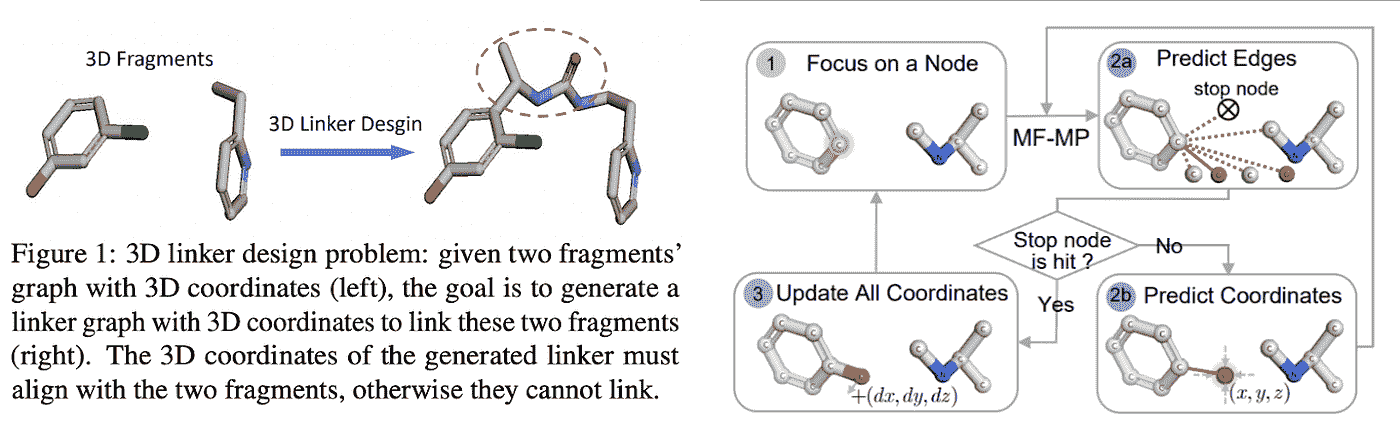 3D Fragments
3D Linker Desgin
Figure 1: 3D linker design problem: given two fragments'
graph with 3D coordinates (left), the goal is to generate a
linker graph with 3D coordinates to link these two fragments
(right). The 3D coordinates of the generated linker must
align with the two fragments, otherwise they cannot link.
1 Focus on a Node
MF-MP
2a Predict Edges
stop node
Stop node
is hit ?
No
Yes
2b Predict Coordinates
(x, y, z)
3 Update All Coordinates
+(dx, dy, dz)